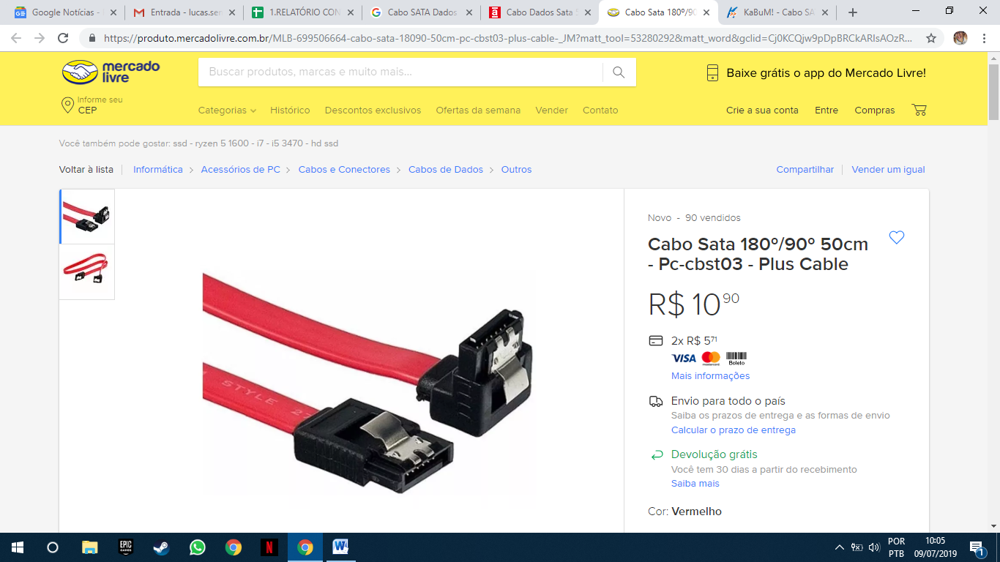 Google Notícias -
Entrada - lucas.ser
1.RELATÓRIO CON
Cabo SATA Dados
Cabo Dados Sata
Cabo Sata 180º/90
KaBuM! - Cabo SA
https://produto.mercadolivre.com.br/MLB-699506664-cabo-sata-18090-50cm-pc-cbst03-plus-cable-_JM?matt_tool=53280292&matt_word&gclid=Cj0KCQjw9pDpBRCkARIsAOzR...
mercado
livre
Buscar produtos, marcas e muito mais...
Baixe grátis o app do Mercado Livre!
Informe seu
CEP
Categorias
Histórico
Descontos exclusivos
Ofertas da semana
Vender
Contato
Crie a sua conta
Entre
Compras
Você também pode gostar: ssd - ryzen 5 1600 - i7 - i5 3470 - hd ssd
Voltar à lista
Informática > Acessórios de PC > Cabos e Conectores > Cabos de Dados > Outros
Compartilhar
Vender um igual
STYLE
Novo - 90 vendidos
Cabo Sata 180º/90º 50cm
- Pc-cbst03 - Plus Cable
R$ 10 90
2x R$ 5 71
VISA
mastercard
Boleto
Mais informações
Envio para todo o país
Saiba os prazos de entrega e as formas de envio
Calcular o prazo de entrega
Devolução grátis
Você tem 30 dias a partir do recebimento
Saiba mais
Cor: Vermelho
EPIC
GAMES
N
W
POR
PTB
10:05
09/07/2019
1